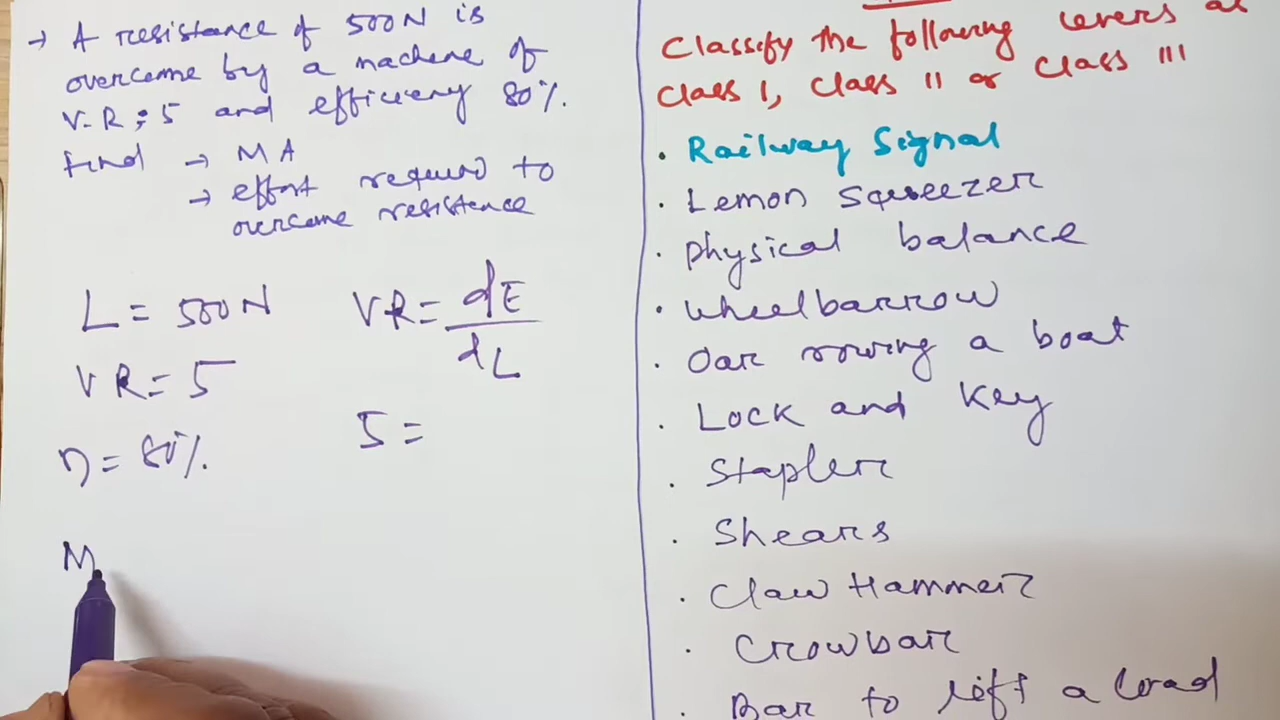 → A resistance of 500N is
overcome by a machine of
V.R; 5 and efficiency 80%.
find → MA
→ effort required to
overcome resistence
L = 500N
VR = 5
η = 80%.
M
VR = dE
dL
5 =
Classify the following levers as
Class I, Class II or Class III
. Railway Signal
. Lemon Squeezer
. physical balance
. wheelbarrow
. Oar rowing a boat
. Lock and Key
. Stapler
. Shears
. Claw Hammer
. Crowbar
. Bar to lift a load